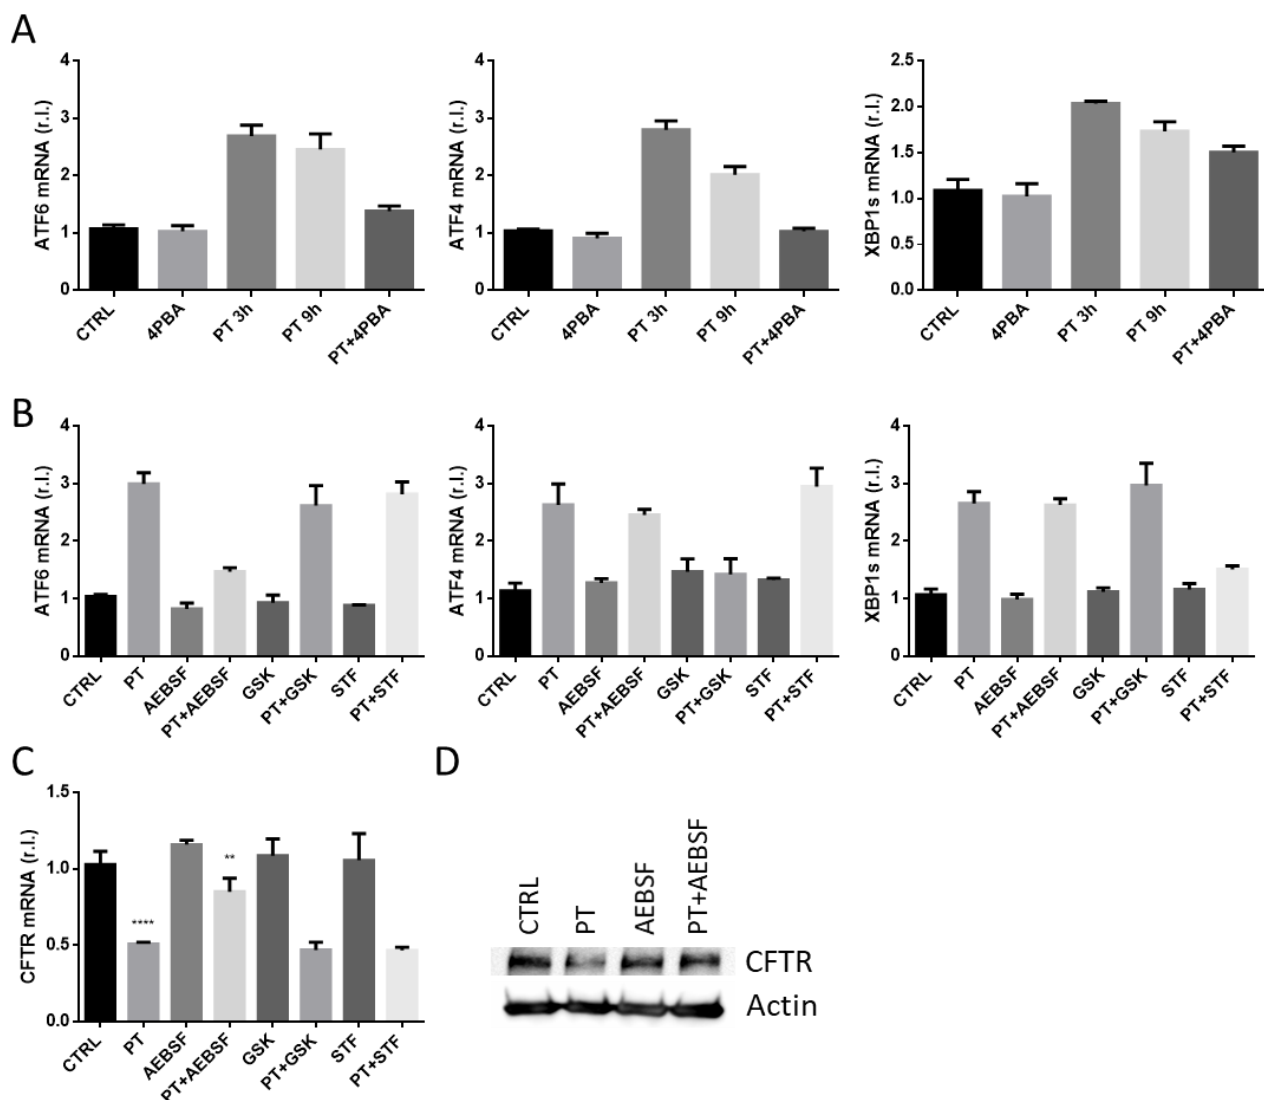 A
ATF6 mRNA (r.l.)
4
3
2
1
0
CTRL
4PBA
PT 3h
PT 9h
PT+4PBA
ATF4 mRNA (r.l.)
4
3
2
1
0
CTRL
4PBA
PT 3h
PT 9h
PT+4PBA
XBP1s mRNA (r.l.)
2.5
2.0
1.5
1.0
0.5
0.0
CTRL
4PBA
PT 3h
PT 9h
PT+4PBA
B
ATF6 mRNA (r.l.)
4
3
2
1
0
CTRL
PT
AEBSF
PT+AEBSF
GSK
PT+GSK
STF
PT+STF
ATF4 mRNA (r.l.)
4
3
2
1
0
CTRL
PT
AEBSF
PT+AEBSF
GSK
PT+GSK
STF
PT+STF
XBP1s mRNA (r.l.)
4
3
2
1
0
CTRL
PT
AEBSF
PT+AEBSF
GSK
PT+GSK
STF
PT+STF
C
CFTR mRNA (r.l.)
1.5
1.0
0.5
0.0
****
**
CTRL
PT
AEBSF
PT+AEBSF
GSK
PT+GSK
STF
PT+STF
D
CTRL
PT
AEBSF
PT+AEBSF
CFTR
Actin